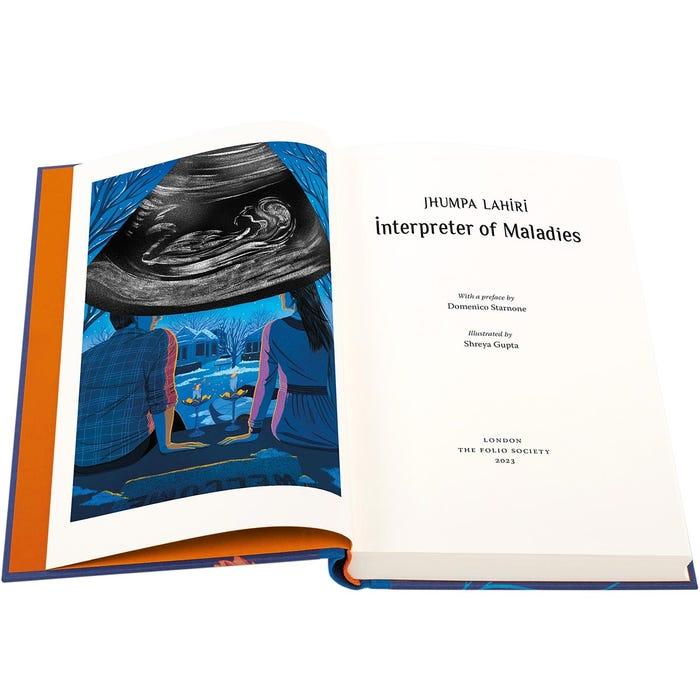 WELCOME
JHUMPA LAHIRI
Interpreter of Maladies
With a preface by
Domenico Starnone
Illustrated by
Shreya Gupta
LONDON
THE FOLIO SOCIETY
2023